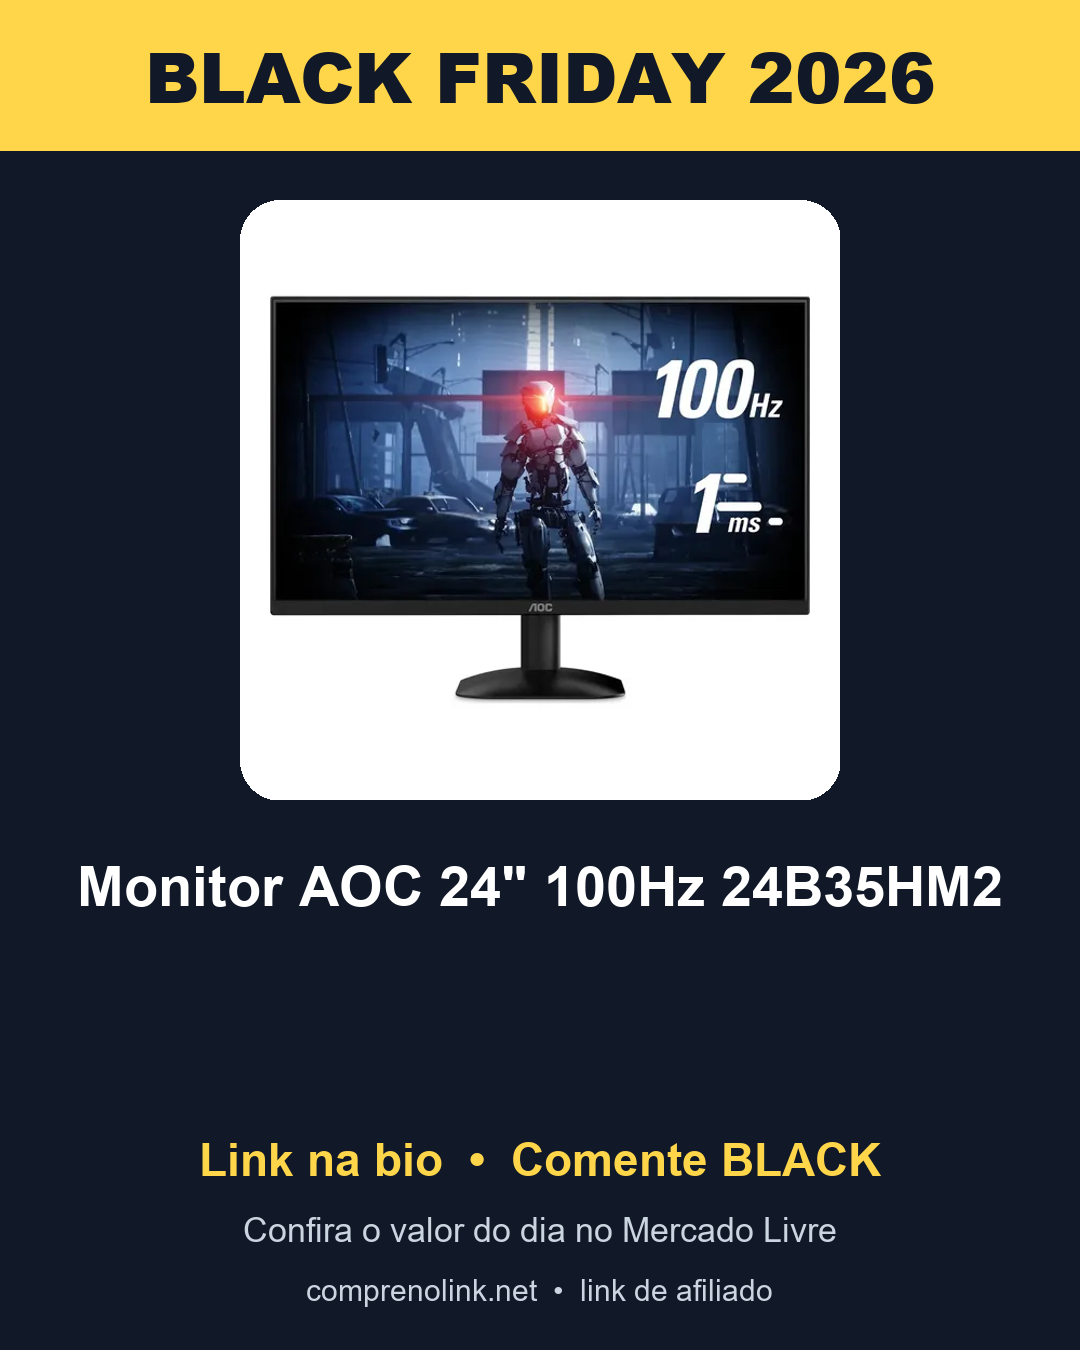 BLACK FRIDAY 2026
100Hz
1ms
AOC
Monitor AOC 24" 100Hz 24B35HM2
Link na bio • Comente BLACK
Confira o valor do dia no Mercado Livre
comprenolink.net • link de afiliado